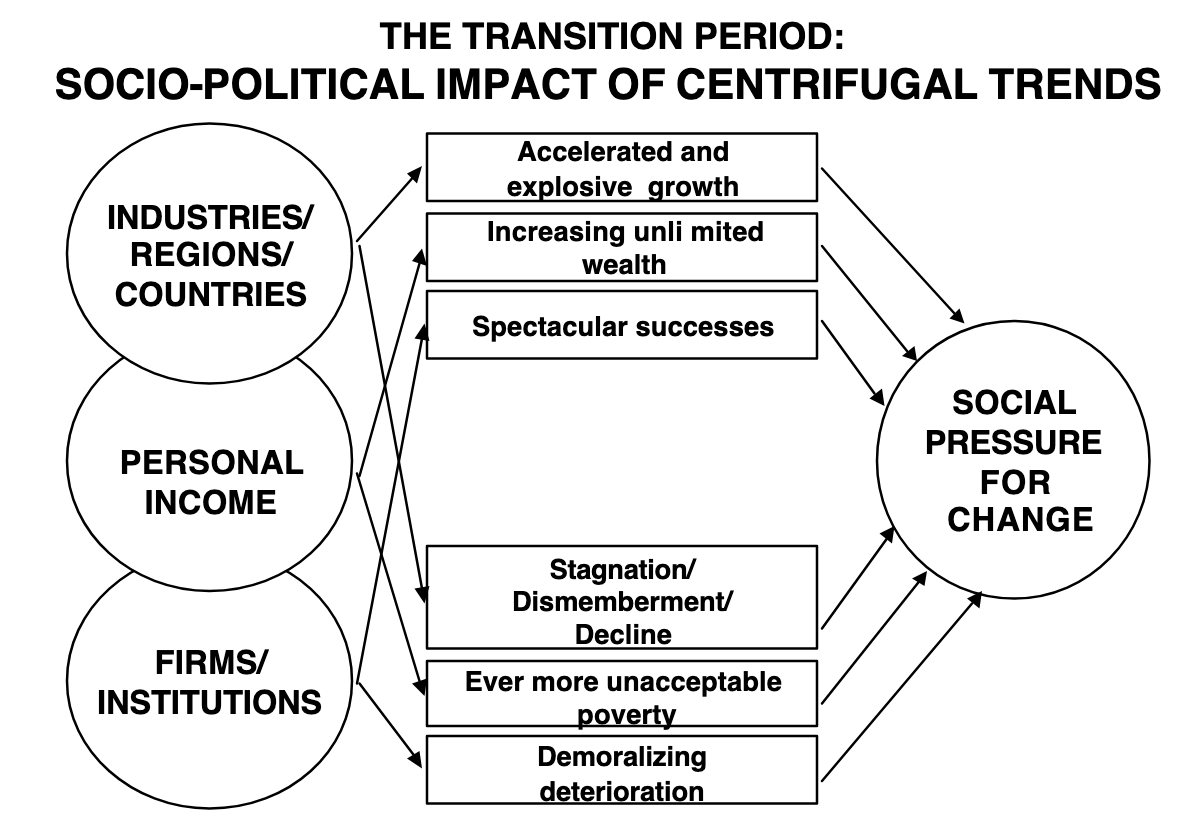 THE TRANSITION PERIOD:
SOCIO-POLITICAL IMPACT OF CENTRIFUGAL TRENDS
INDUSTRIES/
REGIONS/
COUNTRIES
PERSONAL
INCOME
FIRMS/
INSTITUTIONS
Accelerated and
explosive growth
Increasing unli mited
wealth
Spectacular successes
Stagnation/
Dismemberment/
Decline
Ever more unacceptable
poverty
Demoralizing
deterioration
SOCIAL
PRESSURE
FOR
CHANGE